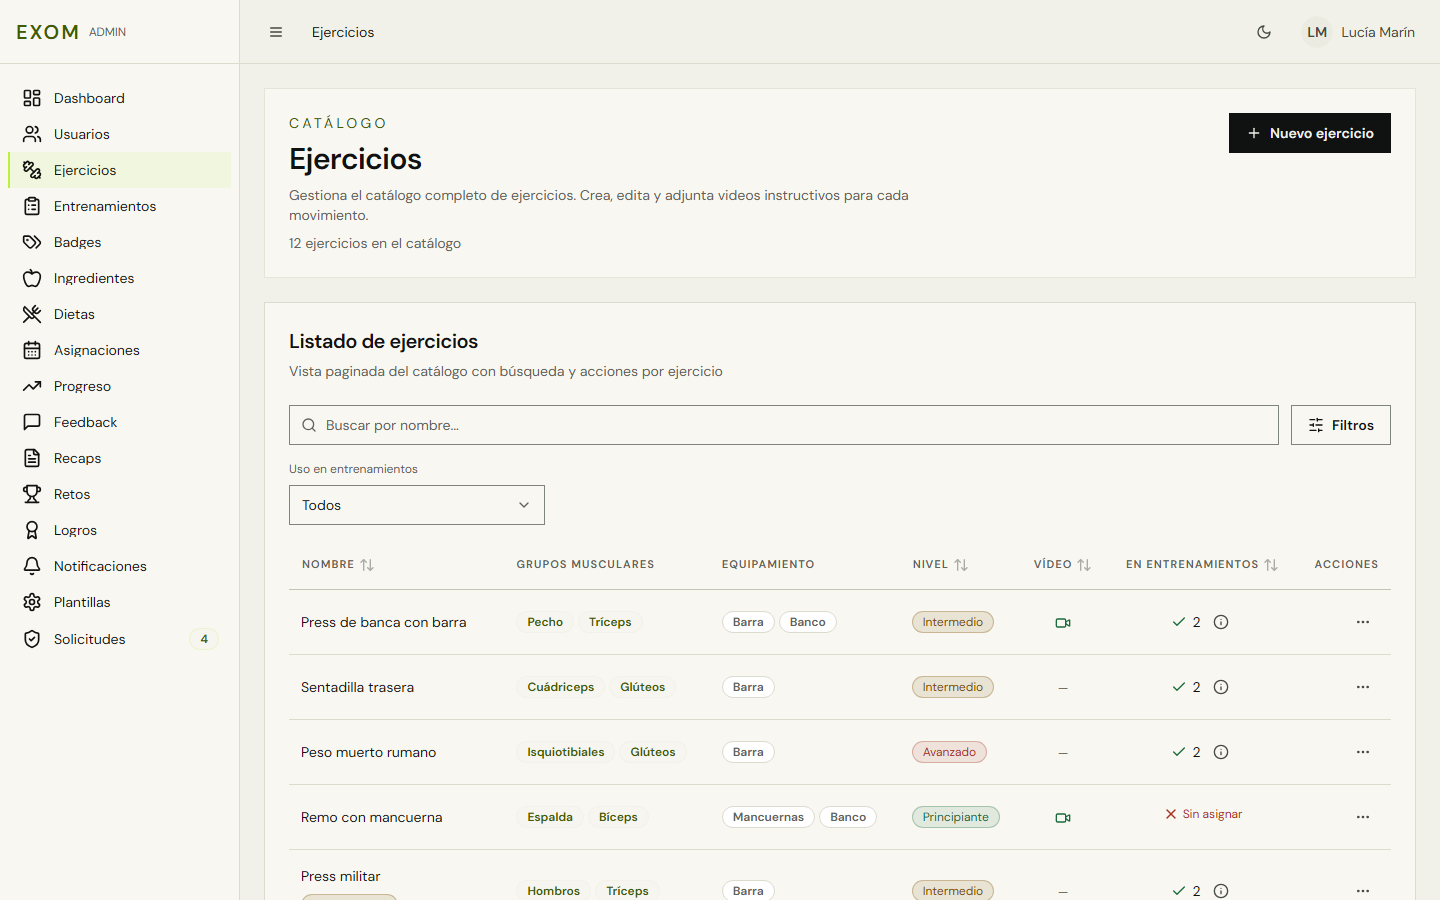 EXOM ADMIN
Ejercicios
LM Lucía Marín
Dashboard
Usuarios
Ejercicios
Entrenamientos
Badges
Ingredientes
Dietas
Asignaciones
Progreso
Feedback
Recaps
Retos
Logros
Notificaciones
Plantillas
Solicitudes 4
CATÁLOGO
Ejercicios
Gestiona el catálogo completo de ejercicios. Crea, edita y adjunta videos instructivos para cada
movimiento.
12 ejercicios en el catálogo
Nuevo ejercicio
Listado de ejercicios
Vista paginada del catálogo con búsqueda y acciones por ejercicio
Buscar por nombre...
Filtros
Uso en entrenamientos
Todos
NOMBRE GRUPOS MUSCULARES EQUIPAMIENTO NIVEL VÍDEO EN ENTRENAMIENTOS ACCIONES
Press de banca con barra Pecho Tríceps Barra Banco Intermedio 2
Sentadilla trasera Cuádriceps Glúteos Barra Intermedio — 2
Peso muerto rumano Isquiotibiales Glúteos Barra Avanzado — 2
Remo con mancuerna Espalda Bíceps Mancuernas Banco Principiante Sin asignar
Press militar Hombros Tríceps Barra Intermedio — 2